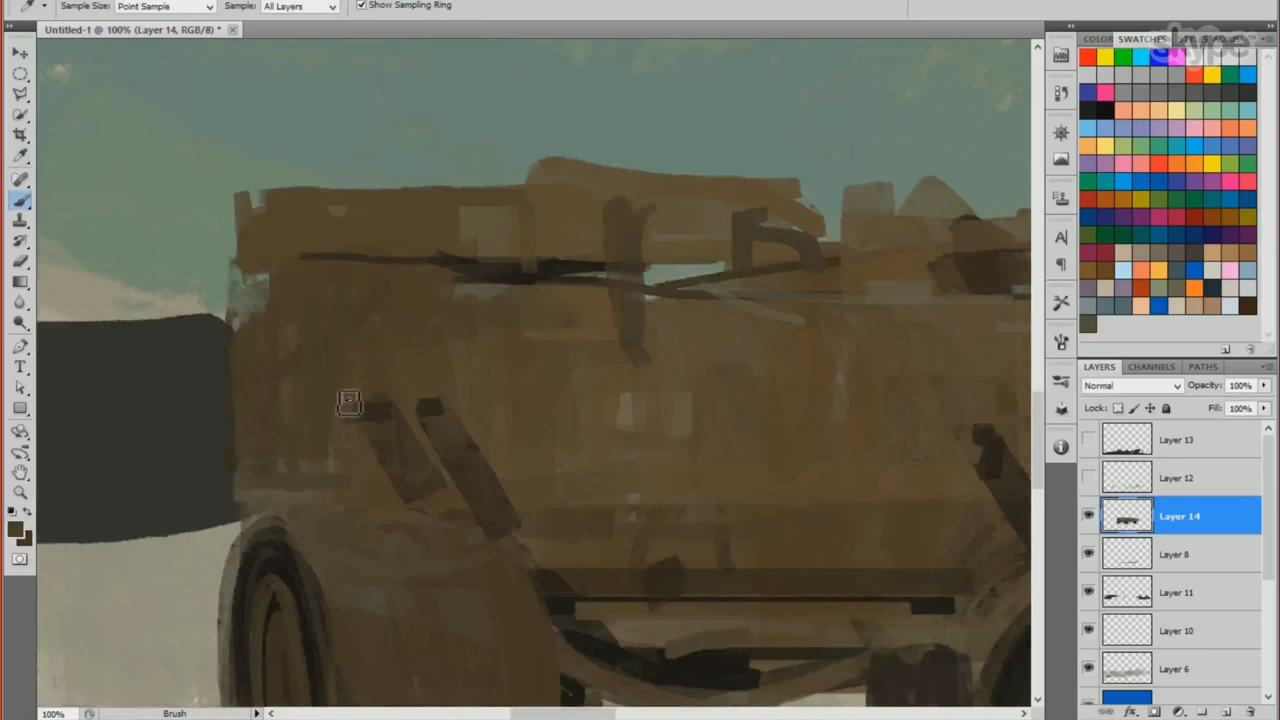 Sample Size: Point Sample Sample: All Layers Show Sampling Ring
Untitled-1 @ 100% (Layer 14, RGB/8) *
COLOR SWATCHES
skype
LAYERS CHANNELS PATHS
Normal Opacity: 100%
Lock: Fill: 100%
Layer 13
Layer 12
Layer 14
Layer 8
Layer 11
Layer 10
Layer 6
100% Brush